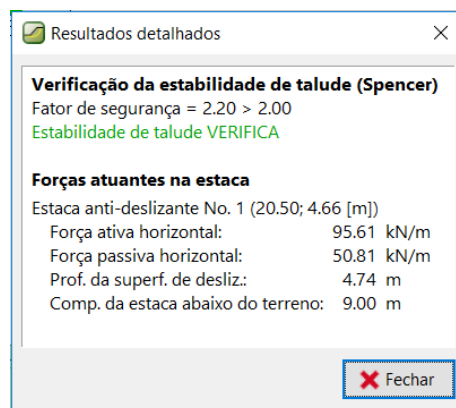 Resultados detalhados
Verificação da estabilidade de talude (Spencer)
Fator de segurança = 2.20 > 2.00
Estabilidade de talude VERIFICA
Forças atuantes na estaca
Estaca anti-deslizante No. 1 (20.50; 4.66 [m])
Força ativa horizontal: 95.61 kN/m
Força passiva horizontal: 50.81 kN/m
Prof. da superf. de desliz.: 4.74 m
Comp. da estaca abaixo do terreno: 9.00 m
Fechar